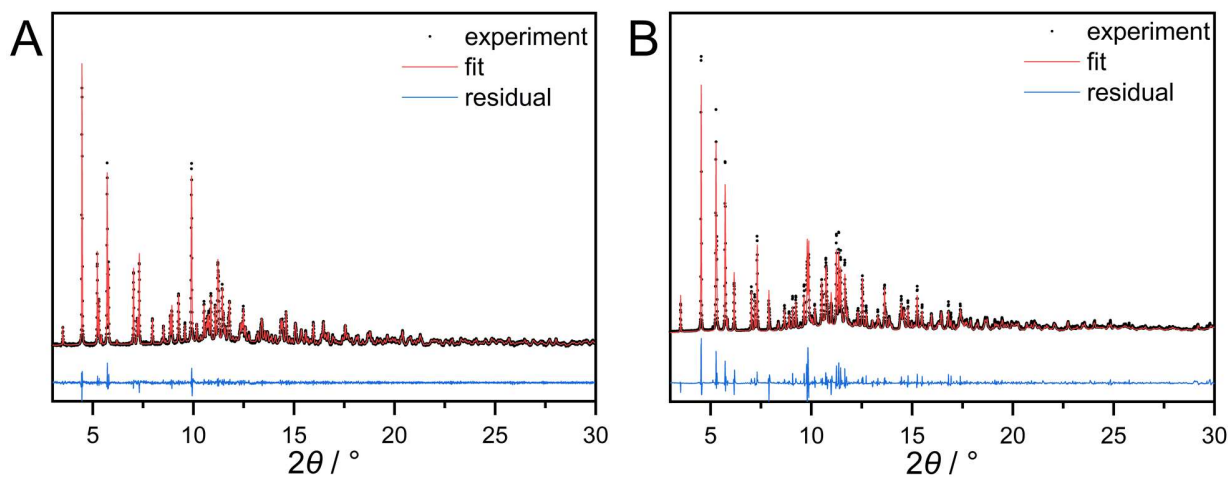 A
experiment
fit
residual
5 10 15 20 25 30
2θ / °
B
experiment
fit
residual
5 10 15 20 25 30
2θ / °